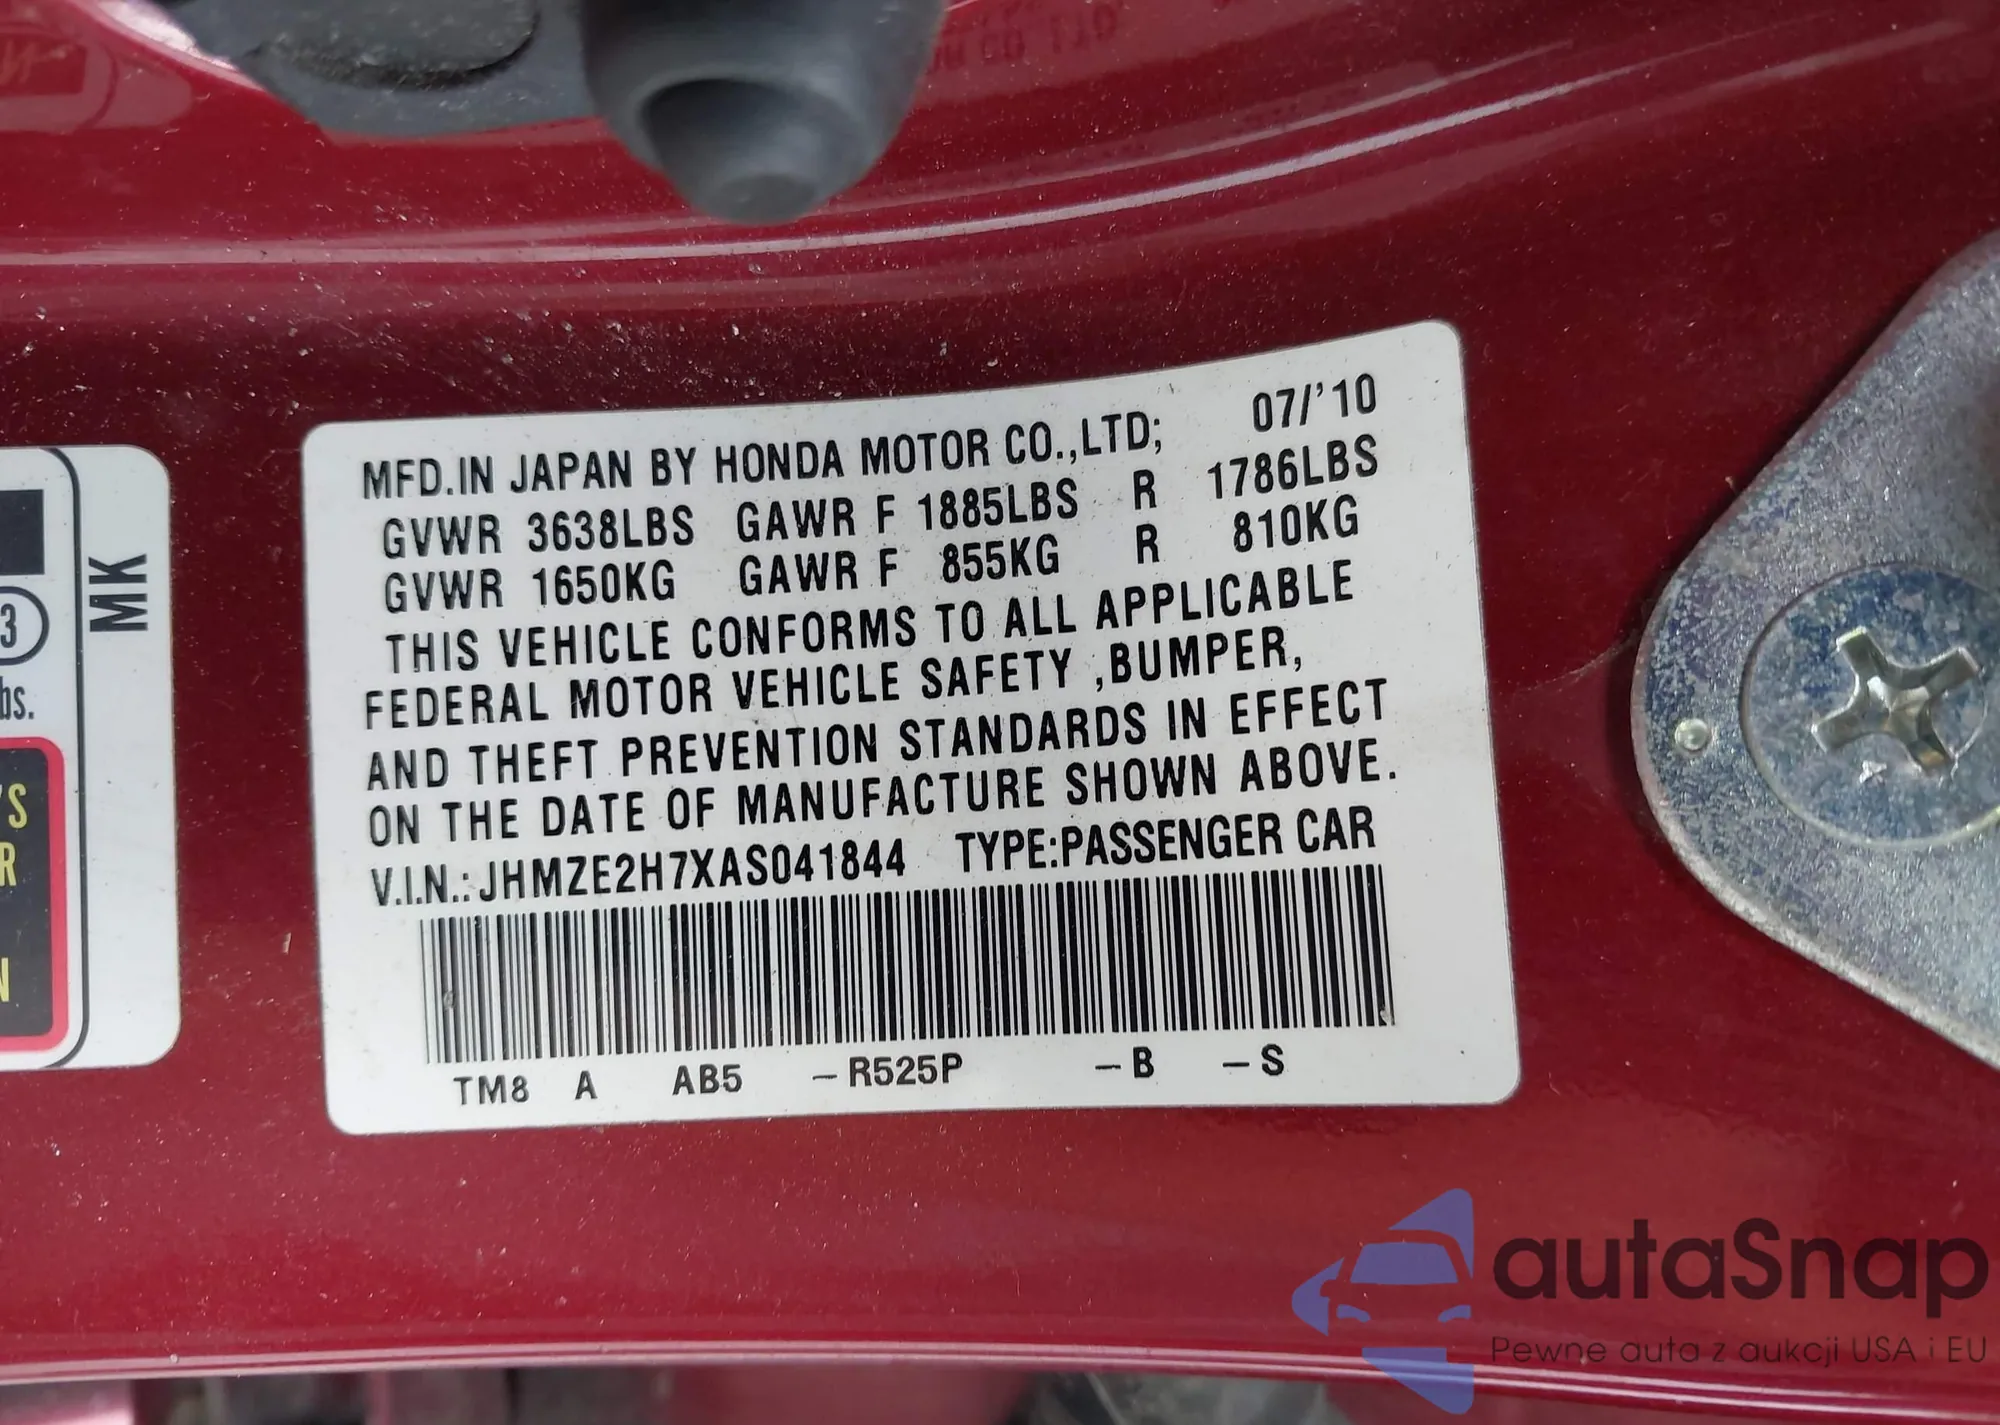 MFD.IN JAPAN BY HONDA MOTOR CO.,LTD; 07/'10
GVWR 3638LBS GAWR F 1885LBS R 1786LBS
GVWR 1650KG GAWR F 855KG R 810KG
THIS VEHICLE CONFORMS TO ALL APPLICABLE
FEDERAL MOTOR VEHICLE SAFETY ,BUMPER,
AND THEFT PREVENTION STANDARDS IN EFFECT
ON THE DATE OF MANUFACTURE SHOWN ABOVE.
V.I.N.: JHMZE2H7XAS041844 TYPE:PASSENGER CAR
TM8 A AB5 -R525P -B -S
MK
3
bs.
'S
R
N
autaSnap
Pewne auta z aukcji USA i EU